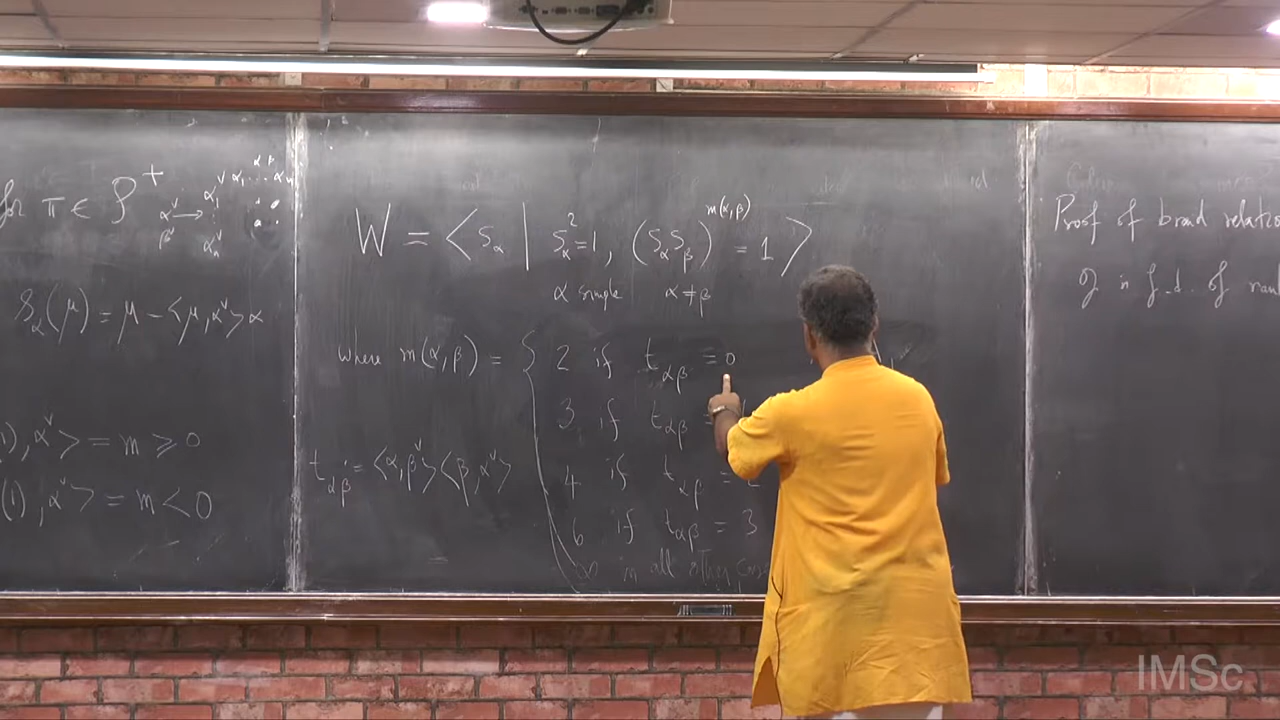 for π ∈ P⁺
α^∨ → α₁^∨
β^∨
αₙ^∨
s_α(μ) = μ − <μ, α^∨>α
), α^∨> = m ≥ 0
(1), α^∨> = m < 0
W = < s_α | s_α² = 1, (s_α s_β)^{m(α,β)} = 1 >
α simple α ≠ β
where m(α,β) = { 2 if t_{αβ} = 0
3 if t_{αβ} =
t_{αβ} = <α, β^∨><β, α^∨>
4 if t_{αβ} = 2
6 if t_{αβ} = 3
∞ in all other cases
Proof of braid relatio
g is f.d. of rank
IMSc